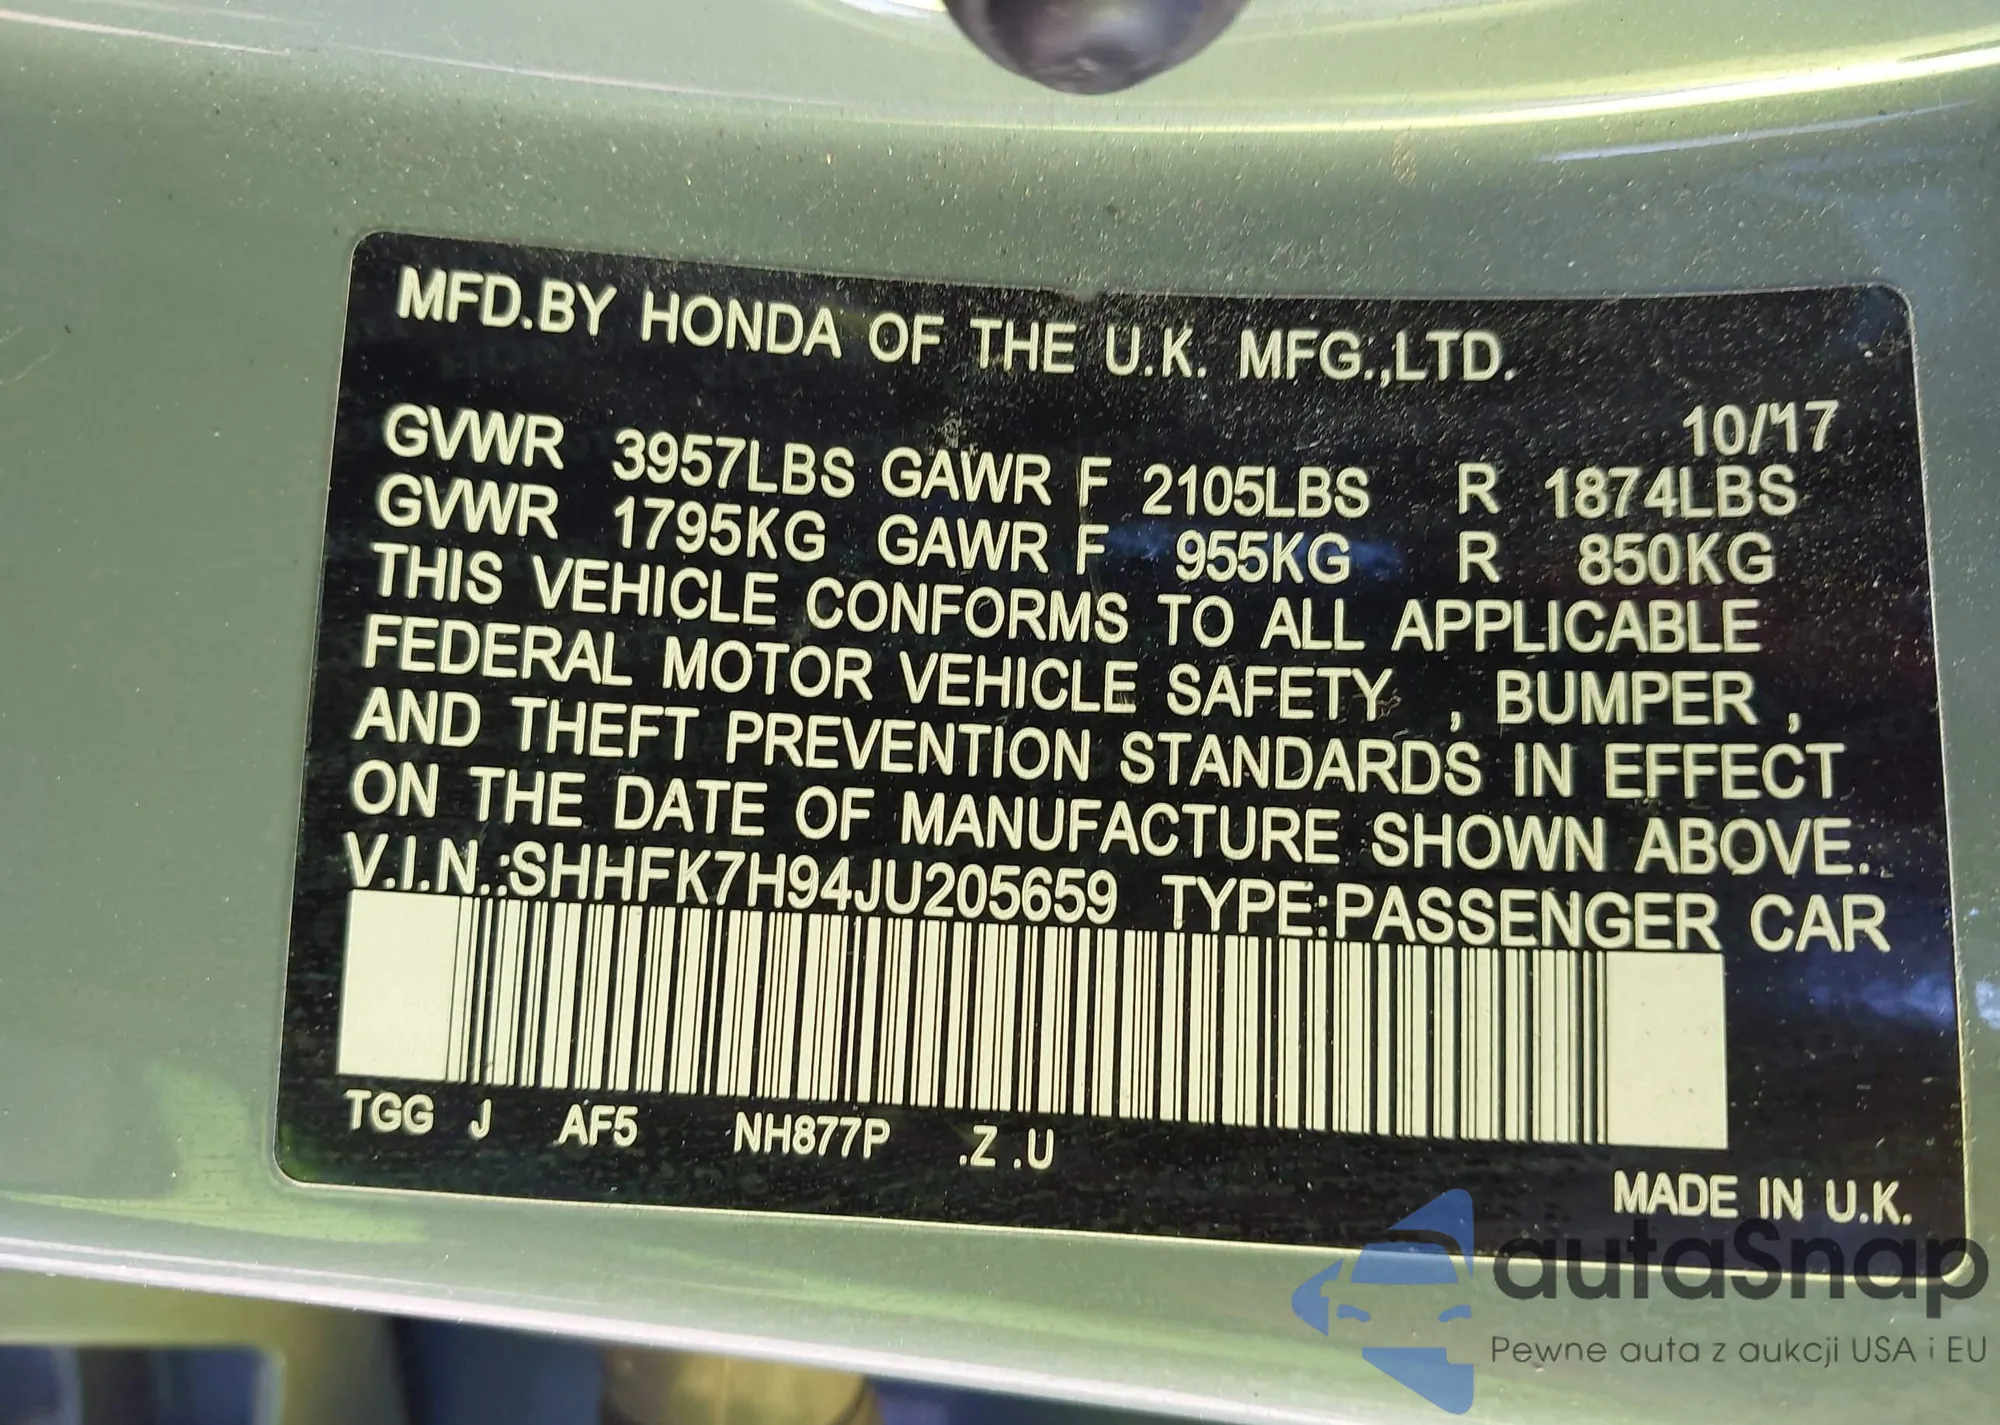 MFD.BY HONDA OF THE U.K. MFG.,LTD.
10/17
GVWR 3957LBS GAWR F 2105LBS R 1874LBS
GVWR 1795KG GAWR F 955KG R 850KG
THIS VEHICLE CONFORMS TO ALL APPLICABLE
FEDERAL MOTOR VEHICLE SAFETY , BUMPER ,
AND THEFT PREVENTION STANDARDS IN EFFECT
ON THE DATE OF MANUFACTURE SHOWN ABOVE.
V.I.N.:SHHFK7H94JU205659 TYPE:PASSENGER CAR
TGG J AF5 NH877P .Z .U
MADE IN U.K.
autaSnap
Pewne auta z aukcji USA i EU